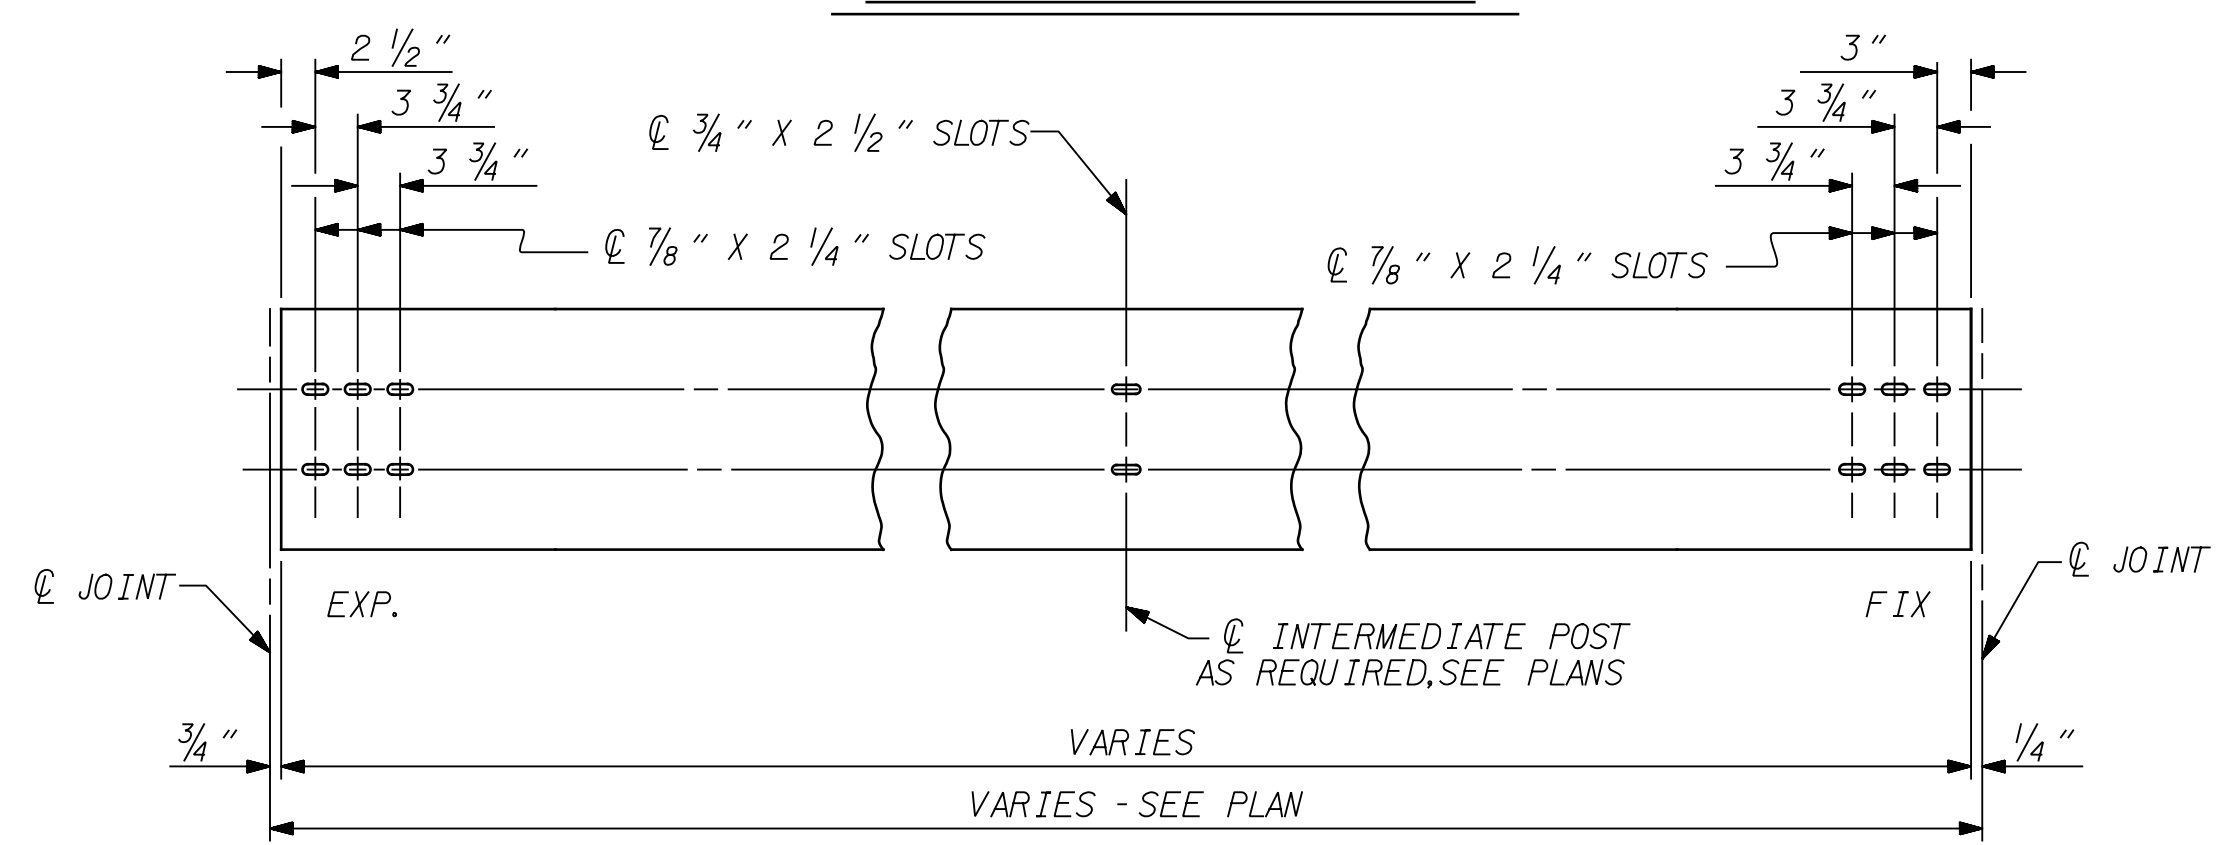 2 1/2"
3"
3 3/4"
3 3/4"
℄ 3/4" X 2 1/2" SLOTS
3 3/4"
3 3/4"
℄ 7/8" X 2 1/4" SLOTS
℄ 7/8" X 2 1/4" SLOTS
℄ JOINT
℄ JOINT
EXP.
FIX
℄ INTERMEDIATE POST
AS REQUIRED,SEE PLANS
3/4"
VARIES
1/4"
VARIES - SEE PLAN